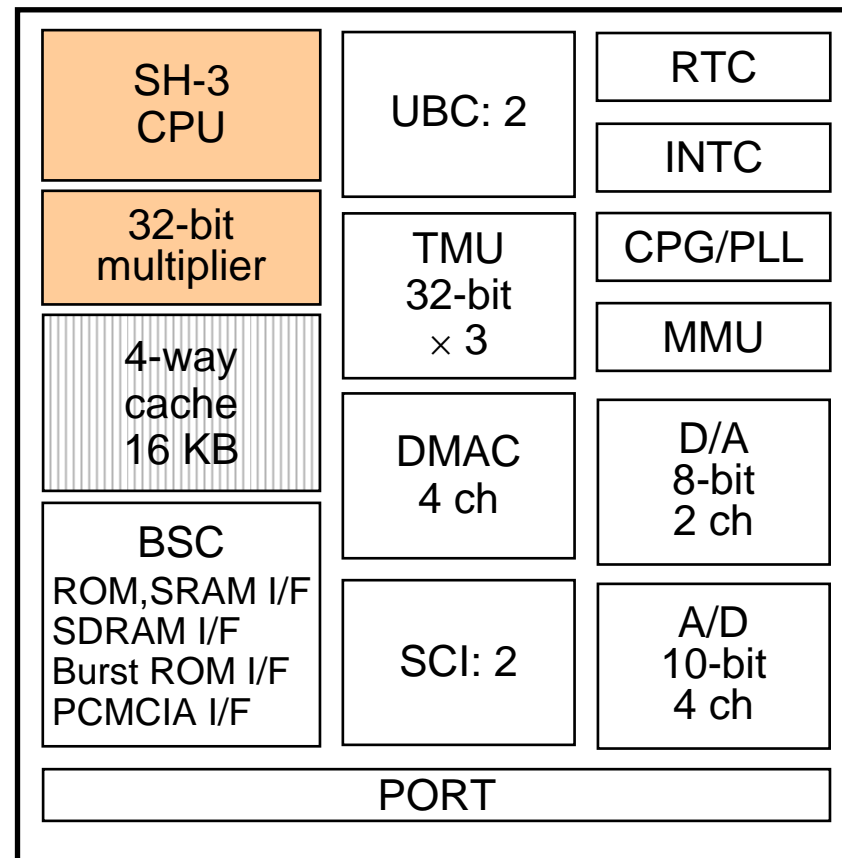 SH-3
CPU
32-bit
multiplier
4-way
cache
16 KB
BSC
ROM,SRAM I/F
SDRAM I/F
Burst ROM I/F
PCMCIA I/F
UBC: 2
TMU
32-bit
× 3
DMAC
4 ch
SCI: 2
RTC
INTC
CPG/PLL
MMU
D/A
8-bit
2 ch
A/D
10-bit
4 ch
PORT